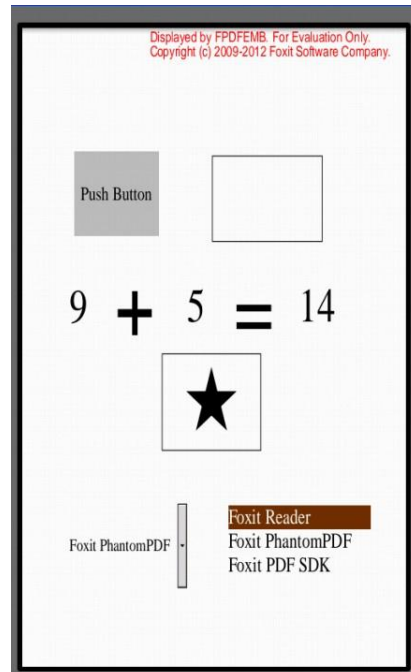 Displayed by FPDFEMB. For Evaluation Only.
Copyright (c) 2009-2012 Foxit Software Company.
Push Button
9 + 5 = 14
Foxit PhantomPDF
Foxit Reader
Foxit PhantomPDF
Foxit PDF SDK